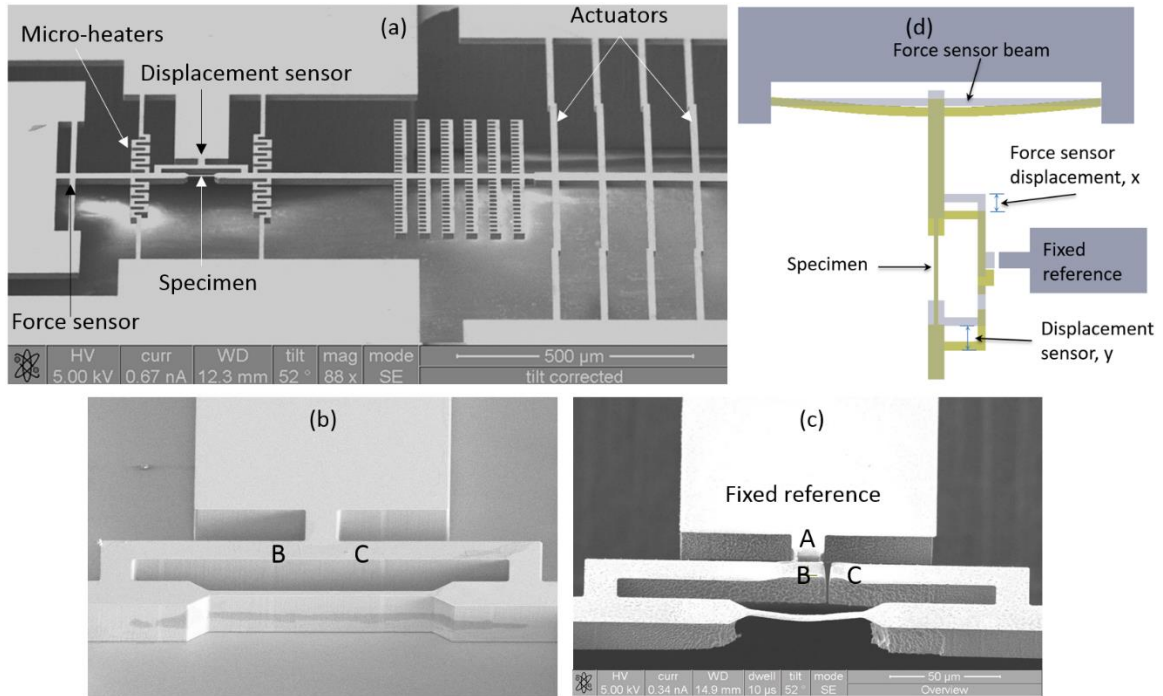 (a)
Actuators
Micro-heaters
Displacement sensor
Specimen
Force sensor
HV curr WD tilt mag mode
5.00 kV 0.67 nA 12.3 mm 52 ° 88 x SE
500 µm
tilt corrected
(d)
Force sensor beam
Force sensor
displacement, x
Specimen
Fixed
reference
Displacement
sensor, y
(b)
B C
(c)
Fixed reference
A
B C
HV curr WD dwell tilt mode
5.00 kV 0.34 nA 14.9 mm 10 µs 52 ° SE
50 µm
Overview